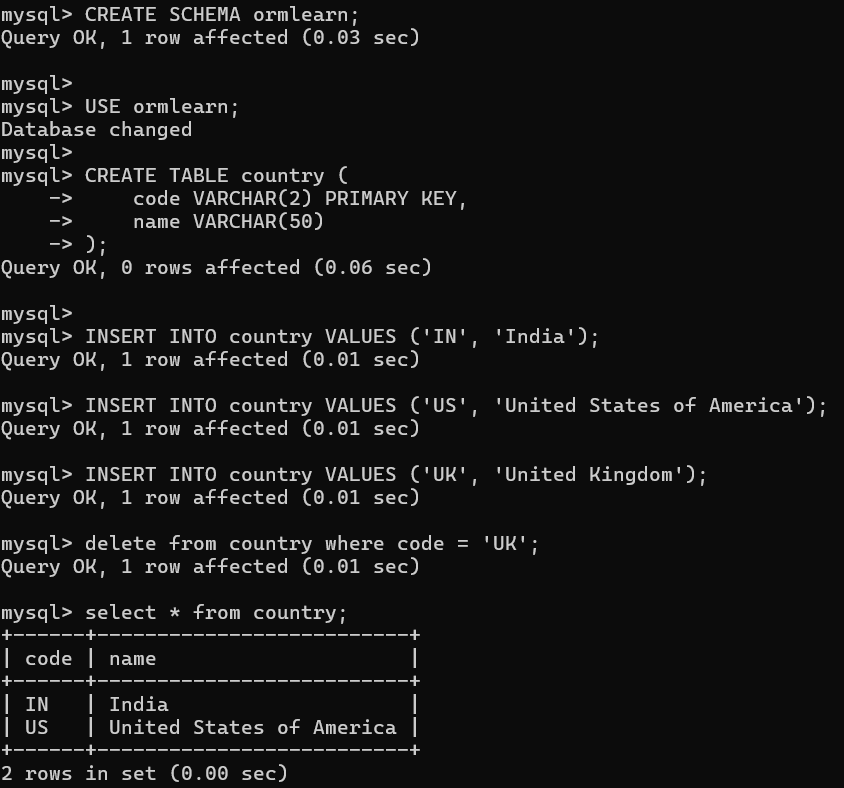 mysql> CREATE SCHEMA ormlearn;
Query OK, 1 row affected (0.03 sec)

mysql>
mysql> USE ormlearn;
Database changed
mysql>
mysql> CREATE TABLE country (
    ->     code VARCHAR(2) PRIMARY KEY,
    ->     name VARCHAR(50)
    -> );
Query OK, 0 rows affected (0.06 sec)

mysql>
mysql> INSERT INTO country VALUES ('IN', 'India');
Query OK, 1 row affected (0.01 sec)

mysql> INSERT INTO country VALUES ('US', 'United States of America');
Query OK, 1 row affected (0.01 sec)

mysql> INSERT INTO country VALUES ('UK', 'United Kingdom');
Query OK, 1 row affected (0.01 sec)

mysql> delete from country where code = 'UK';
Query OK, 1 row affected (0.01 sec)

mysql> select * from country;
+------+--------------------------+
| code | name                     |
+------+--------------------------+
| IN   | India                    |
| US   | United States of America |
+------+--------------------------+
2 rows in set (0.00 sec)